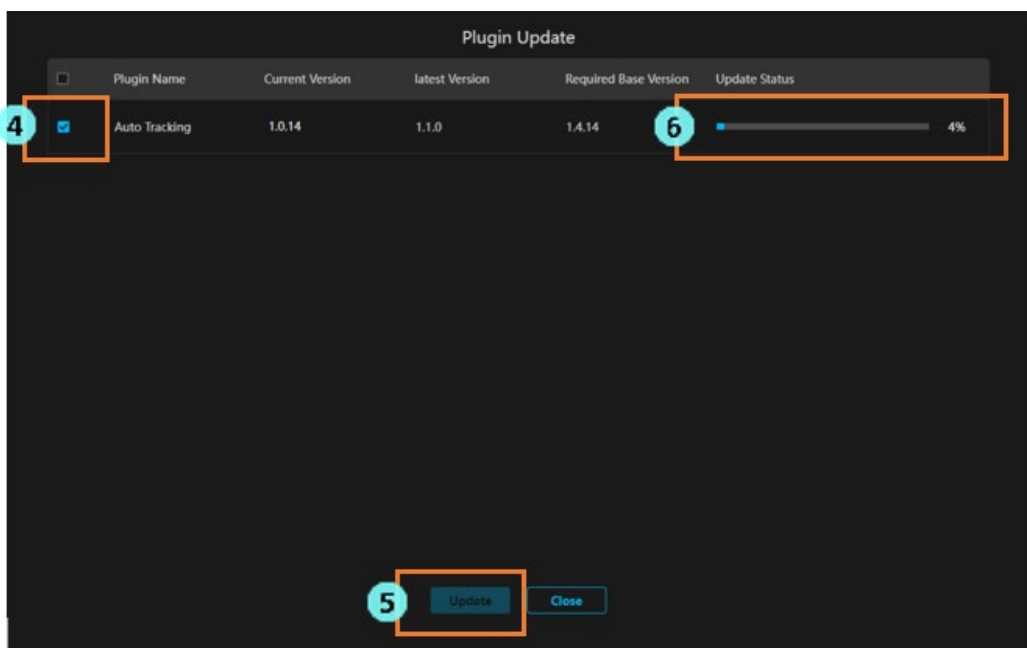 Plugin Update
Plugin Name Current Version latest Version Required Base Version Update Status
4 Auto Tracking 1.0.14 1.1.0 1.4.14 6 4%
5 Update Close